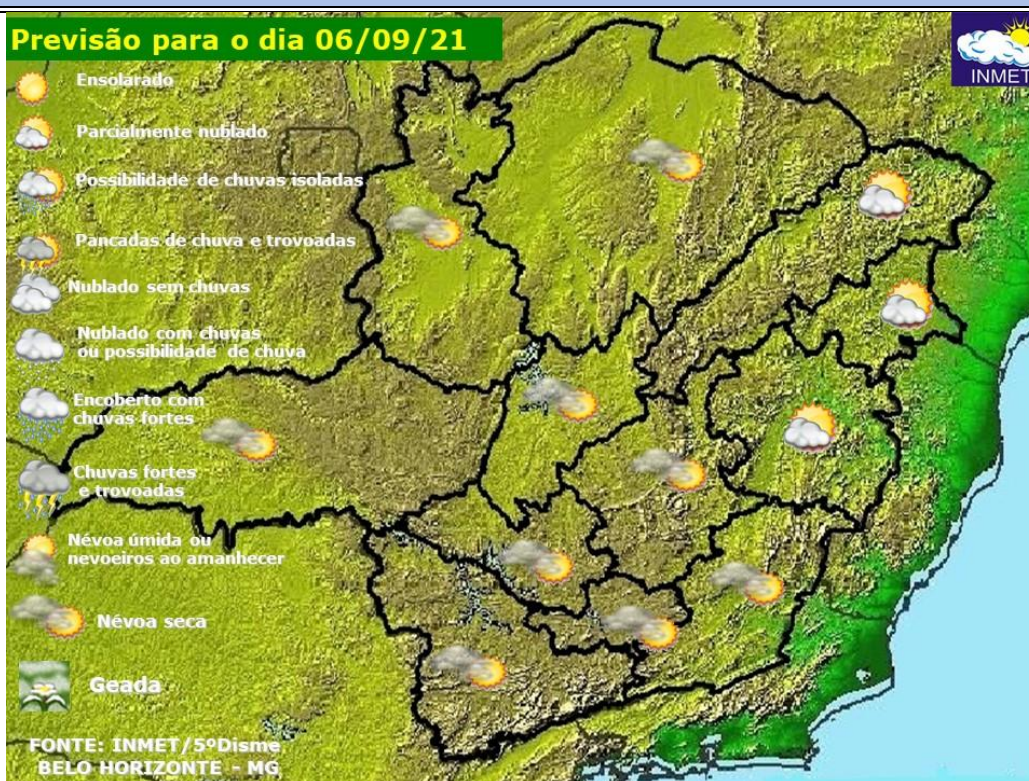 Previsão para o dia 06/09/21
INMET
Ensolarado
Parcialmente nublado
Possibilidade de chuvas isoladas
Pancadas de chuva e trovoadas
Nublado sem chuvas
Nublado com chuvas
ou possibilidade de chuva
Encoberto com
chuvas fortes
Chuvas fortes
e trovoadas
Névoa úmida ou
nevoeiros ao amanhecer
Névoa seca
Geada
FONTE: INMET/5ºDisme
BELO HORIZONTE - MG